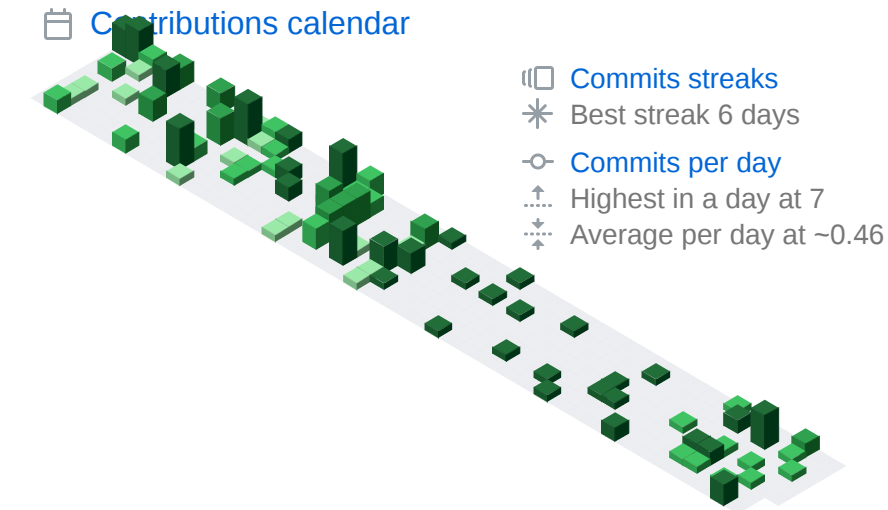 Contributions calendar
Commits streaks
Best streak 6 days
Commits per day
Highest in a day at 7
Average per day at ~0.46